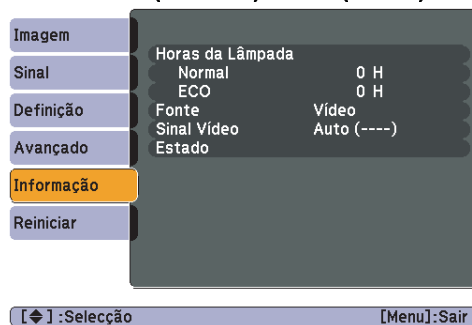 Imagem
Sinal
Definição
Avançado
Informação
Reiniciar
Horas da Lâmpada
Normal 0 H
ECO 0 H
Fonte Vídeo
Sinal Vídeo Auto (----)
Estado
[ ] :Selecção [Menu]:Sair